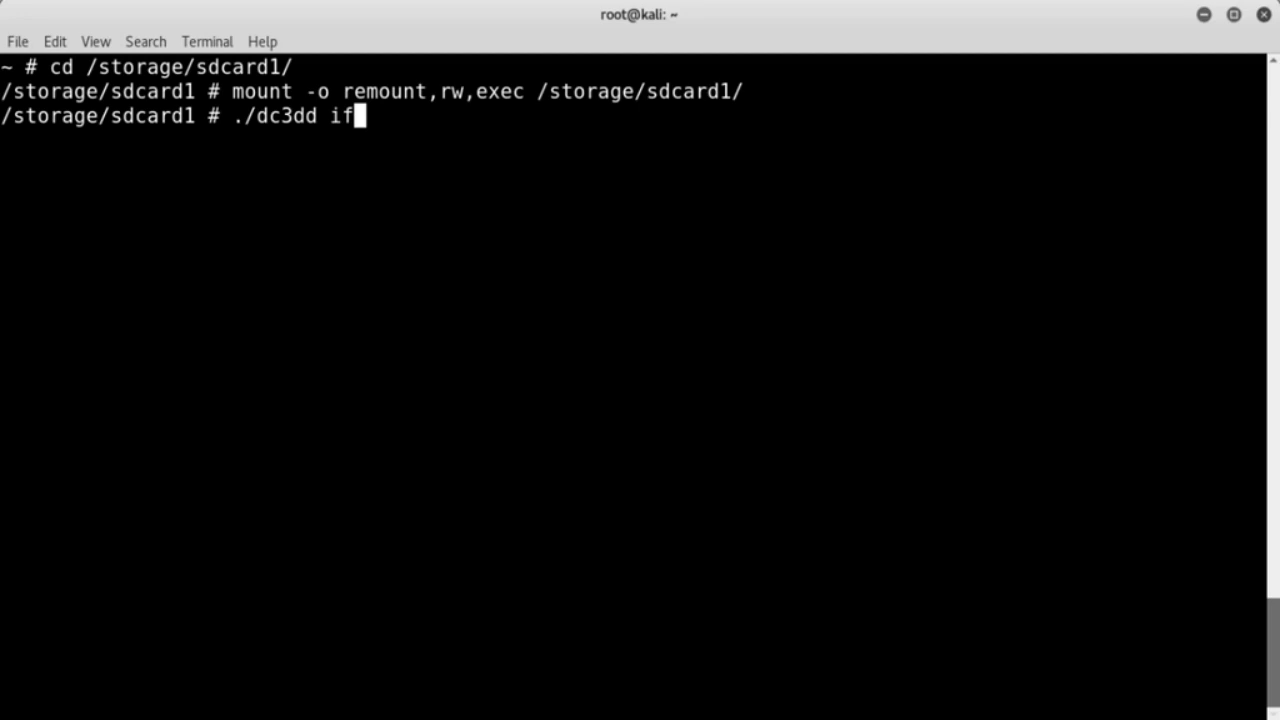 root@kali: ~
File Edit View Search Terminal Help
~ # cd /storage/sdcard1/
/storage/sdcard1 # mount -o remount,rw,exec /storage/sdcard1/
/storage/sdcard1 # ./dc3dd if